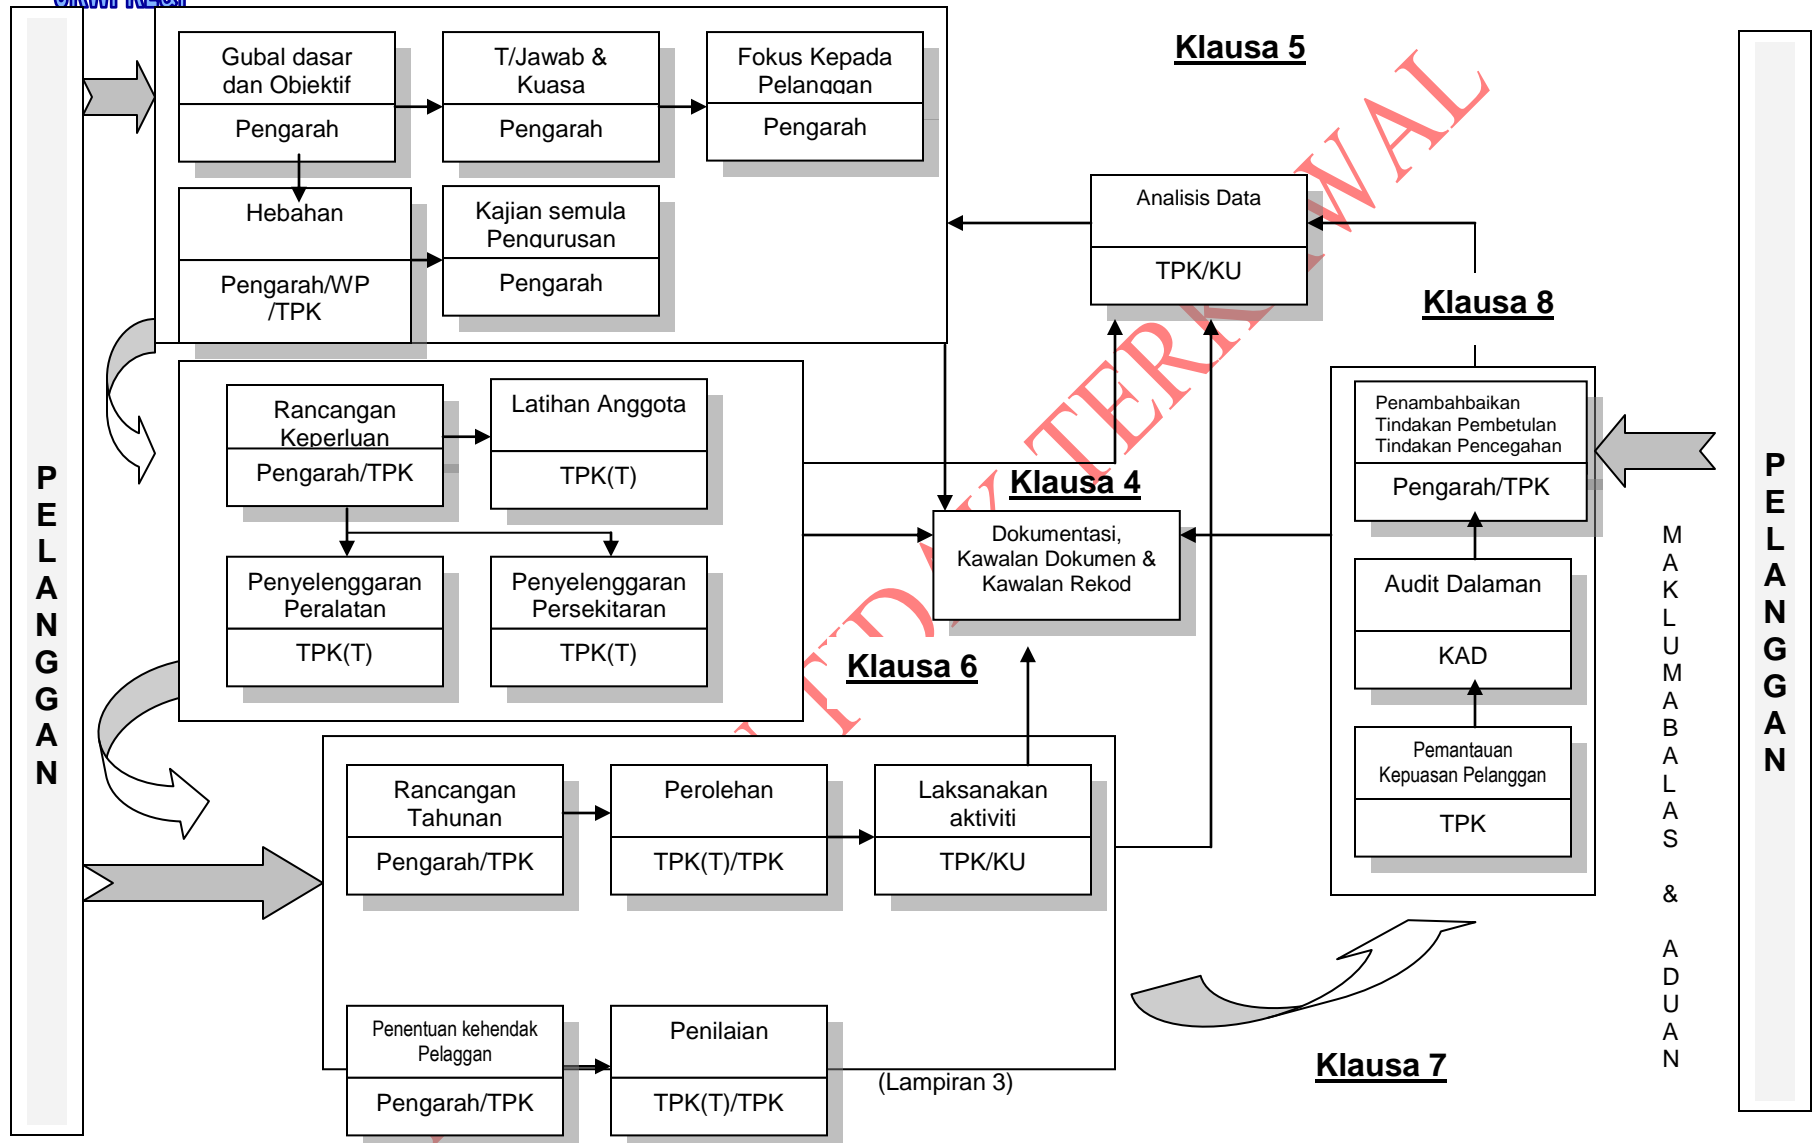 PELANGGAN
Gubal dasar
dan Objektif
Pengarah
T/Jawab &
Kuasa
Pengarah
Fokus Kepada
Pelanggan
Pengarah
Klausa 5
Hebahan
Pengarah/WP
/TPK
Kajian semula
Pengurusan
Pengarah
Analisis Data
TPK/KU
Klausa 8
Rancangan
Keperluan
Pengarah/TPK
Latihan Anggota
TPK(T)
Penyelenggaran
Peralatan
TPK(T)
Penyelenggaran
Persekitaran
TPK(T)
Klausa 4
Dokumentasi,
Kawalan Dokumen &
Kawalan Rekod
Klausa 6
Penambahbaikan
Tindakan Pembetulan
Tindakan Pencegahan
Pengarah/TPK
Audit Dalaman
KAD
Pemantauan
Kepuasan Pelanggan
TPK
Rancangan
Tahunan
Pengarah/TPK
Perolehan
TPK(T)/TPK
Laksanakan
aktiviti
TPK/KU
Penentuan kehendak
Pelaggan
Pengarah/TPK
Penilaian
TPK(T)/TPK
(Lampiran 3)
Klausa 7
MAKLUMABALAS & ADUAN
PELANGGAN